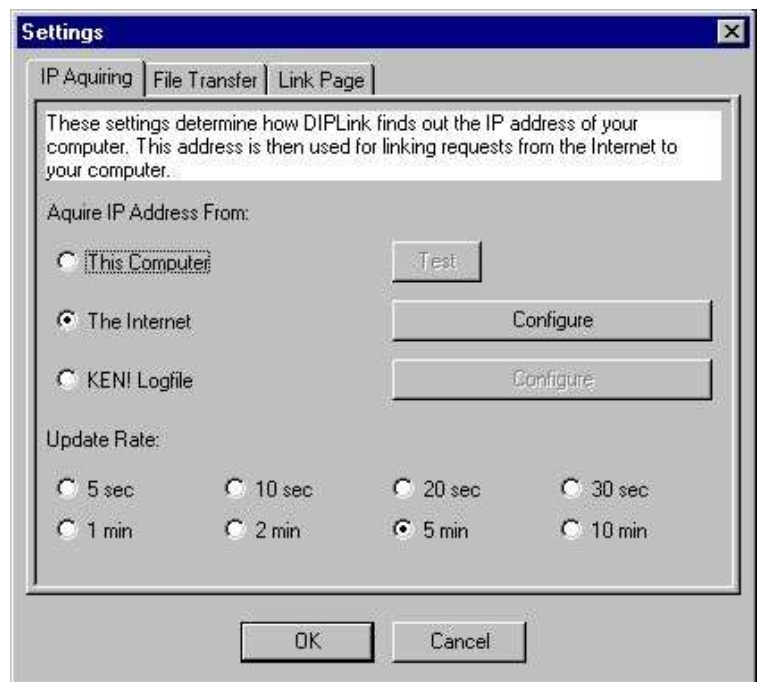 Settings
IP Aquiring File Transfer Link Page
These settings determine how DIPLink finds out the IP address of your
computer. This address is then used for linking requests from the Internet to
your computer.
Aquire IP Address From:
This Computer Test
The Internet Configure
KEN! Logfile Configure
Update Rate:
5 sec 10 sec 20 sec 30 sec
1 min 2 min 5 min 10 min
OK Cancel